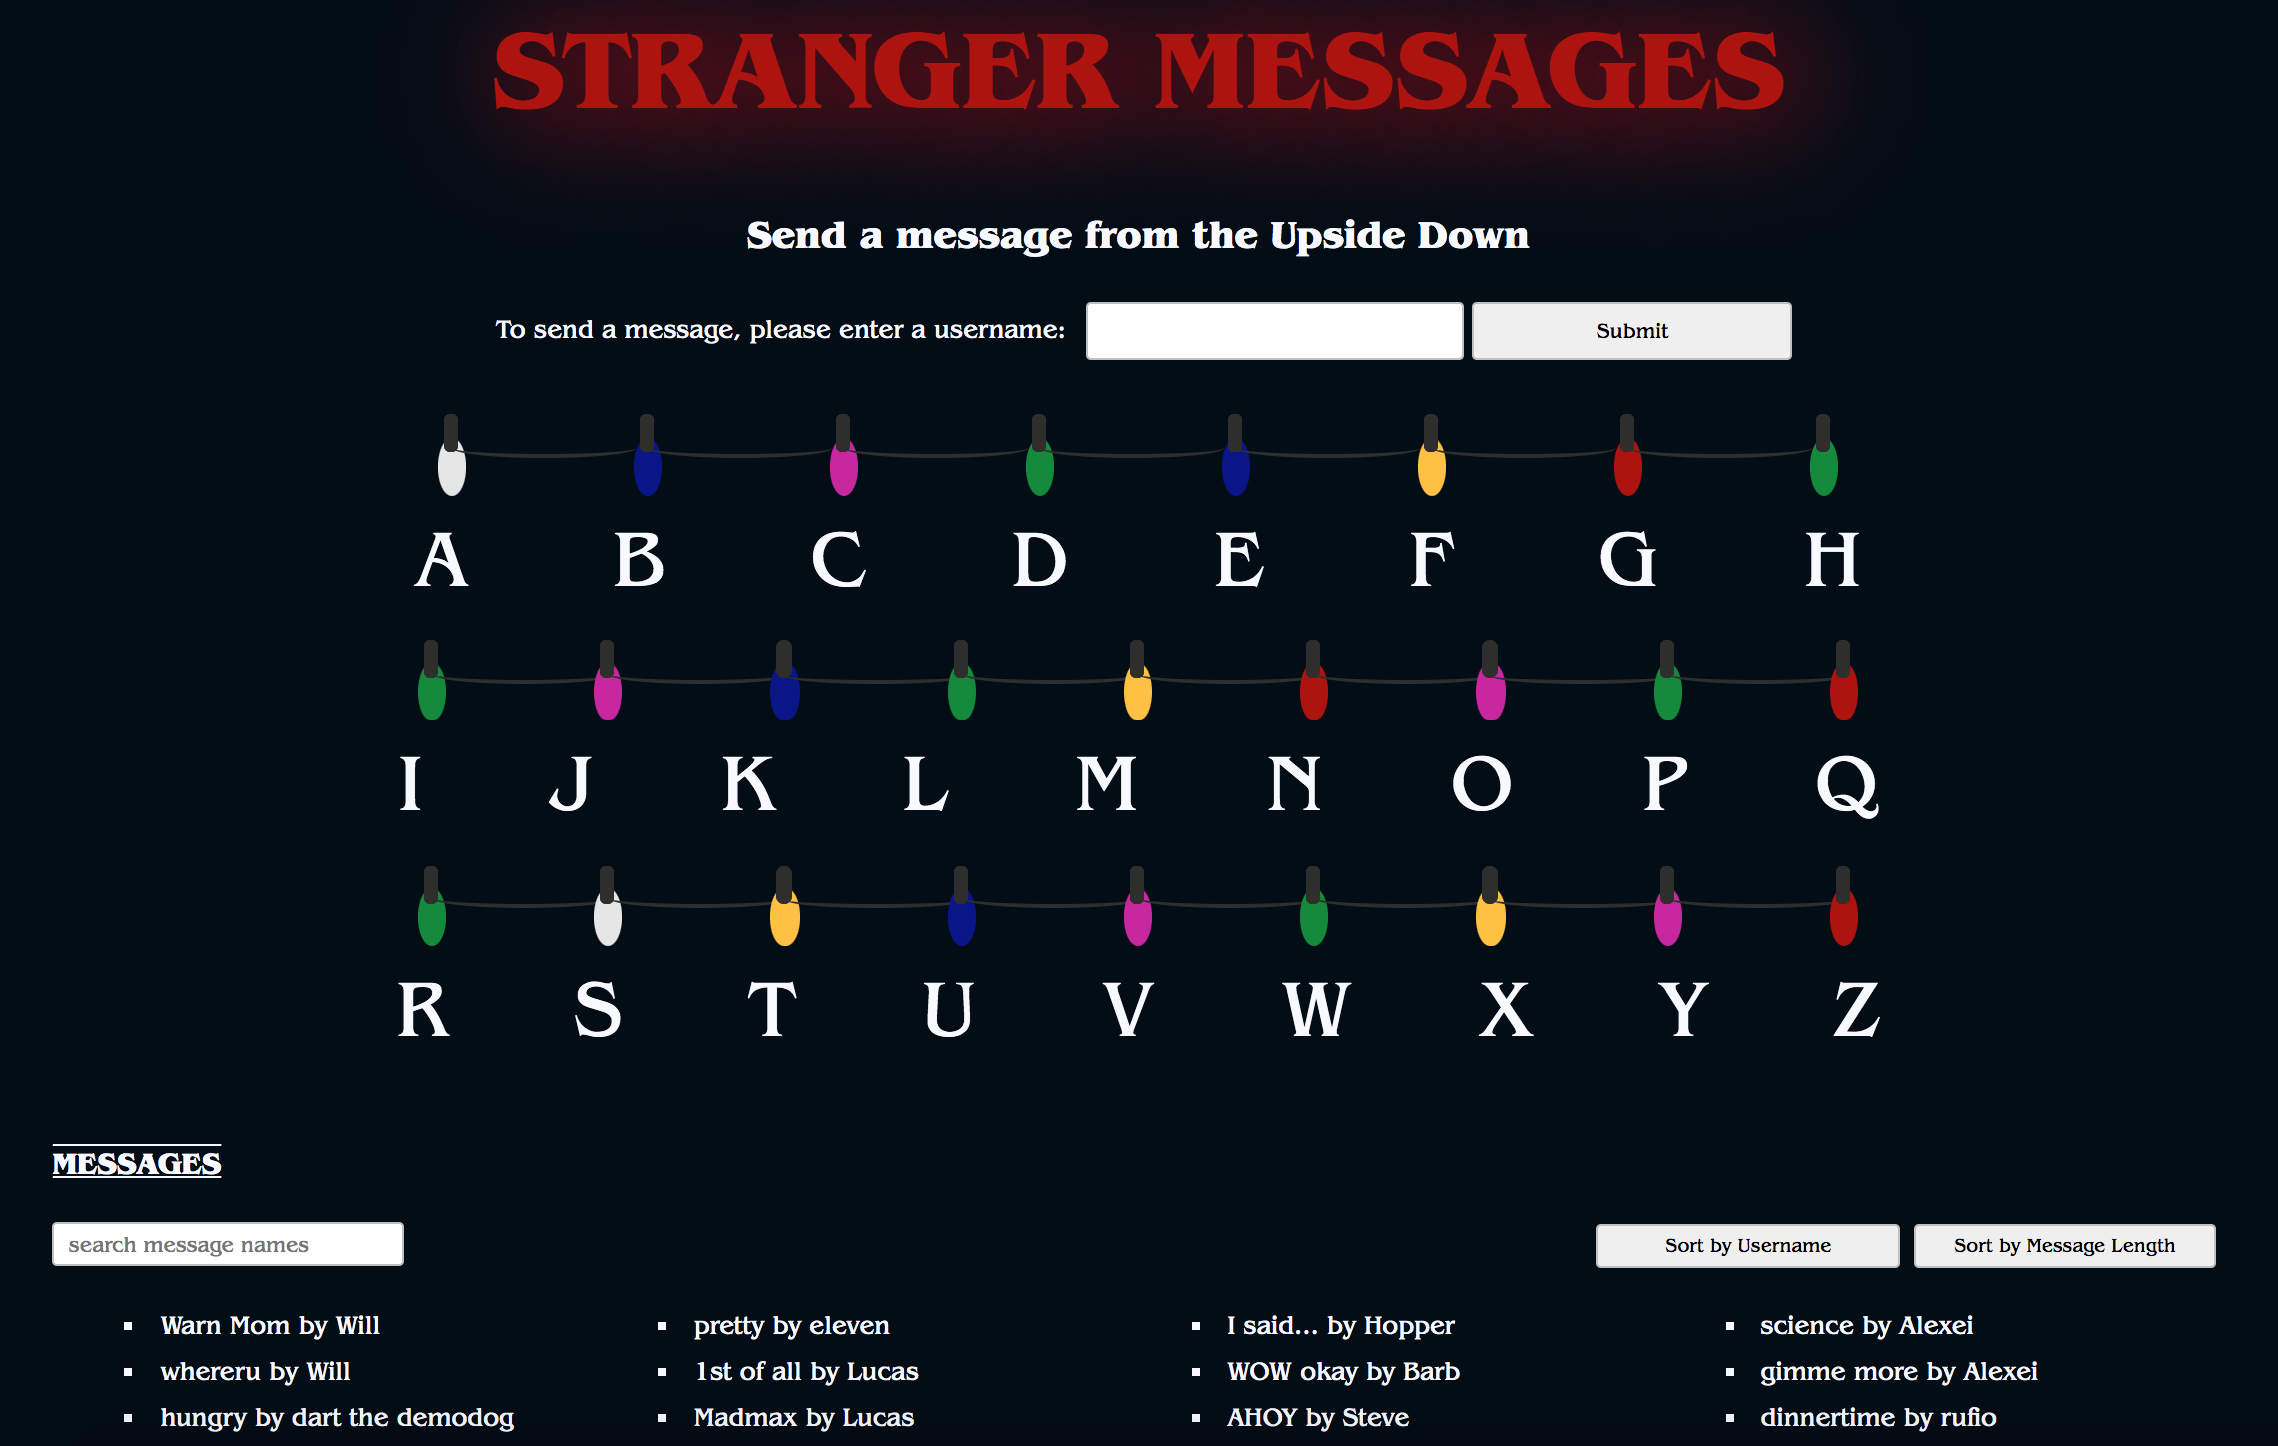 STRANGER MESSAGES
Send a message from the Upside Down
To send a message, please enter a username: Submit
A B C D E F G H
I J K L M N O P Q
R S T U V W X Y Z
MESSAGES
search message names Sort by Username Sort by Message Length
Warn Mom by Will
whereru by Will
hungry by dart the demodog
pretty by eleven
1st of all by Lucas
Madmax by Lucas
I said... by Hopper
WOW okay by Barb
AHOY by Steve
science by Alexei
gimme more by Alexei
dinnertime by rufio